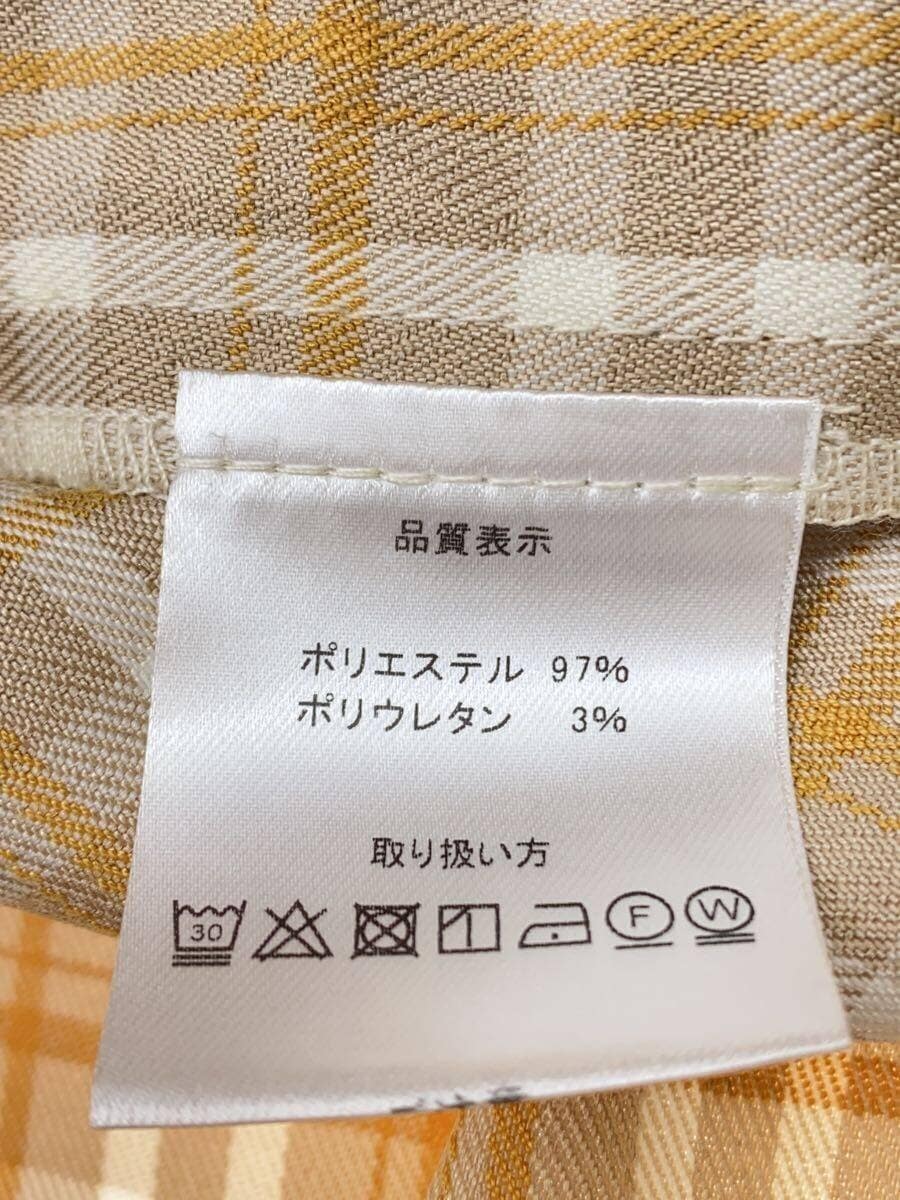 品質表示
ポリエステル 97%
ポリウレタン 3%
取り扱い方
30 F W